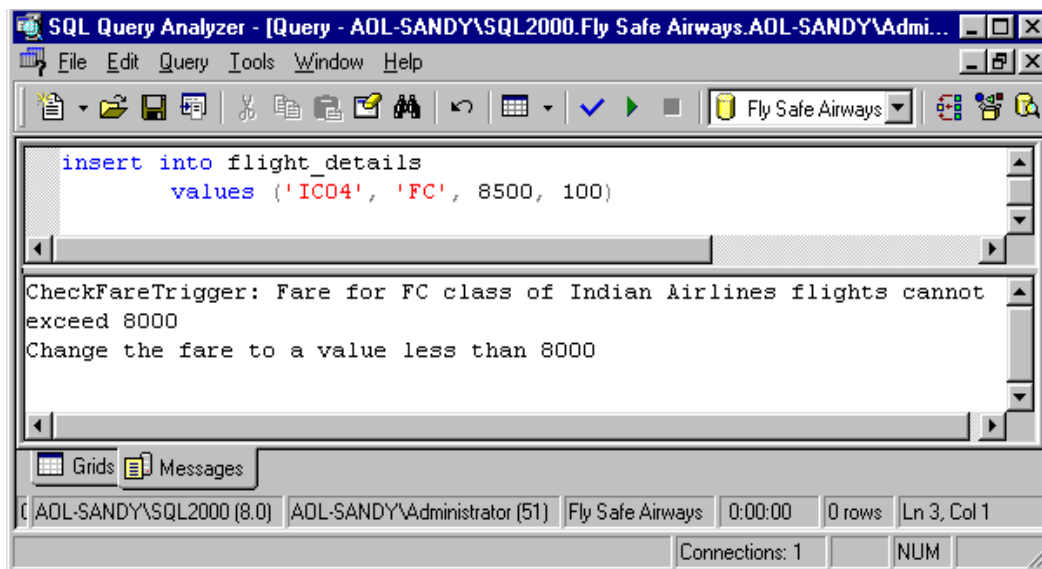 SQL Query Analyzer - [Query - AOL-SANDY\SQL2000.Fly Safe Airways.AOL-SANDY\Admi...
File Edit Query Tools Window Help
Fly Safe Airways
insert into flight_details
values ('IC04', 'FC', 8500, 100)
CheckFareTrigger: Fare for FC class of Indian Airlines flights cannot
exceed 8000
Change the fare to a value less than 8000
Grids Messages
AOL-SANDY\SQL2000 (8.0) AOL-SANDY\Administrator (51) Fly Safe Airways 0:00:00 0 rows Ln 3, Col 1
Connections: 1 NUM